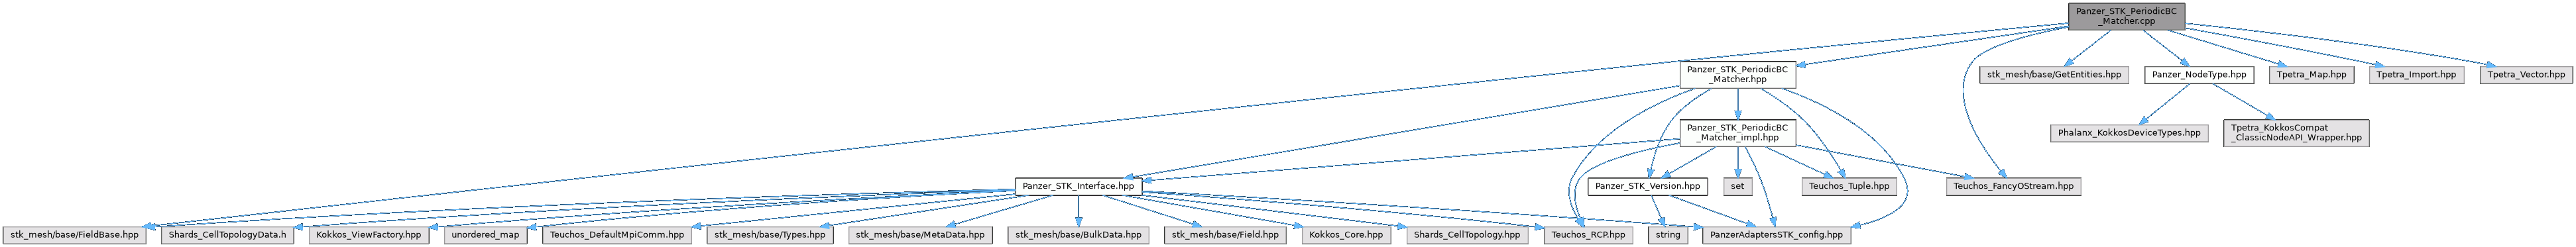 Panzer_STK_PeriodicBC
_Matcher.cpp
Panzer_STK_PeriodicBC
_Matcher.hpp
stk_mesh/base/GetEntities.hpp
Panzer_NodeType.hpp
Tpetra_Map.hpp
Tpetra_Import.hpp
Tpetra_Vector.hpp
Panzer_STK_PeriodicBC
_Matcher_impl.hpp
Phalanx_KokkosDeviceTypes.hpp
Tpetra_KokkosCompat
_ClassicNodeAPI_Wrapper.hpp
Panzer_STK_Interface.hpp
Panzer_STK_Version.hpp
set
Teuchos_Tuple.hpp
Teuchos_FancyOStream.hpp
stk_mesh/base/FieldBase.hpp
Shards_CellTopologyData.h
Kokkos_ViewFactory.hpp
unordered_map
Teuchos_DefaultMpiComm.hpp
stk_mesh/base/Types.hpp
stk_mesh/base/MetaData.hpp
stk_mesh/base/BulkData.hpp
stk_mesh/base/Field.hpp
Kokkos_Core.hpp
Shards_CellTopology.hpp
Teuchos_RCP.hpp
string
PanzerAdaptersSTK_config.hpp